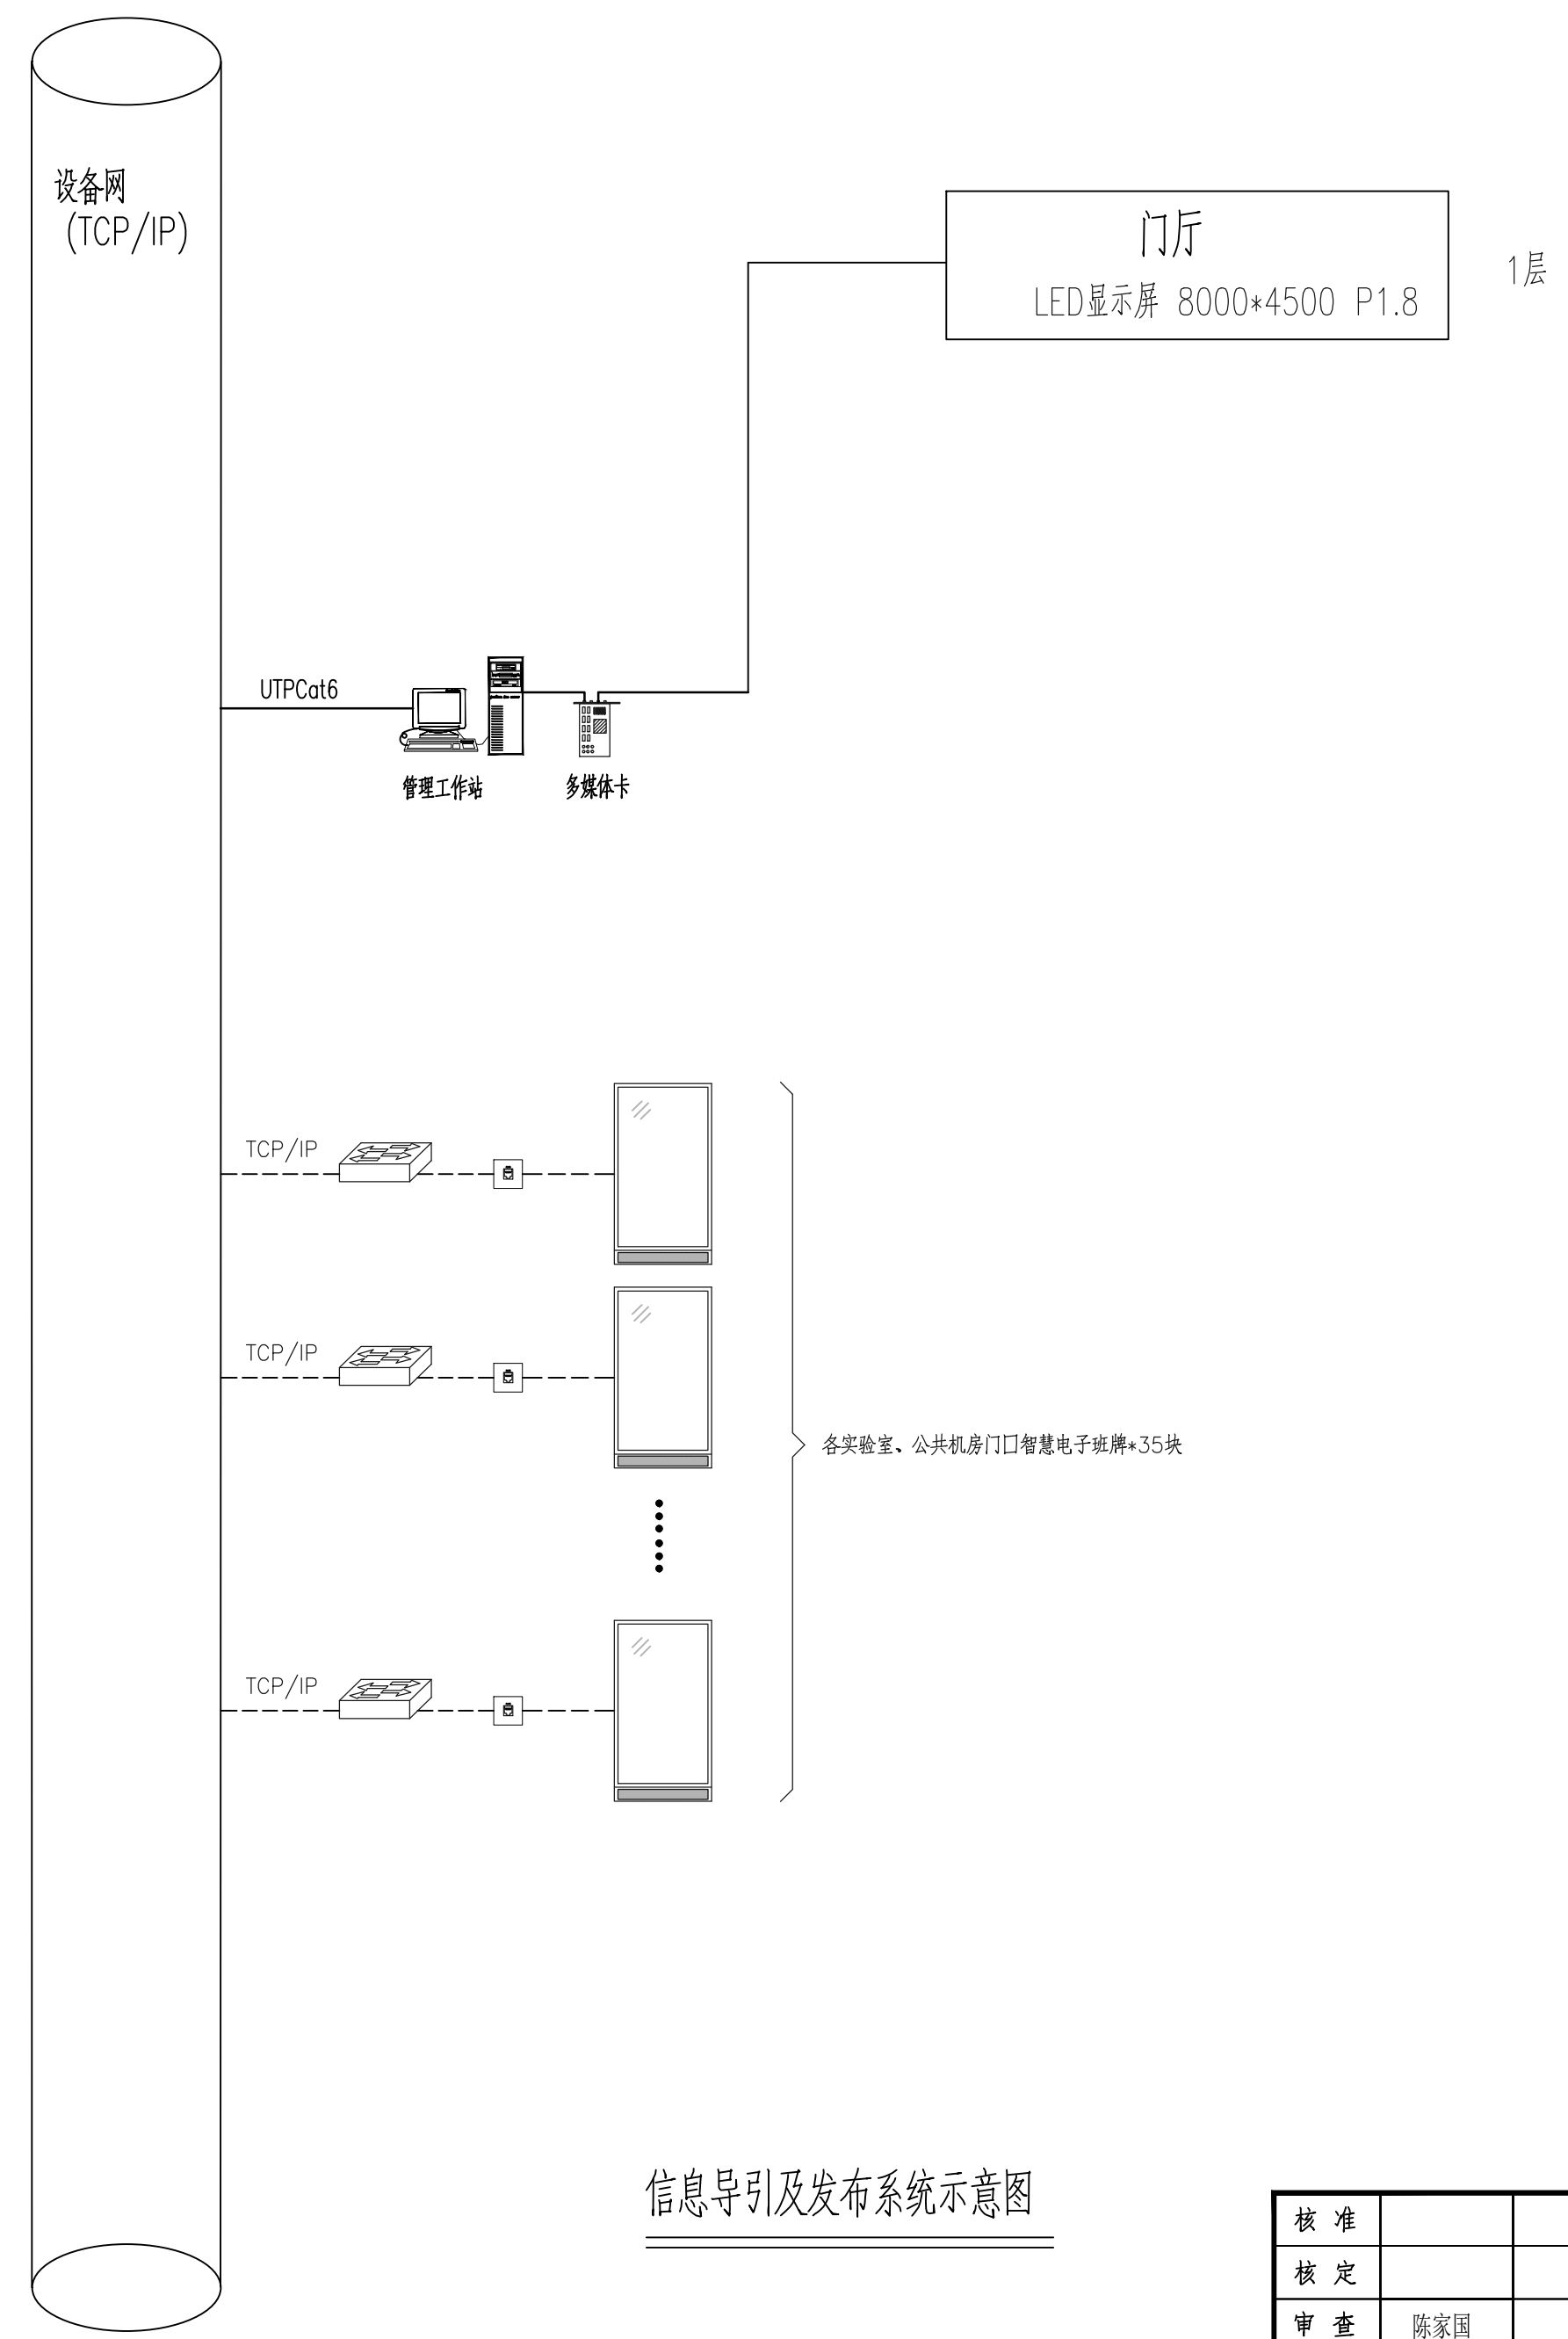 设备网
(TCP/IP)
门厅
LED显示屏 8000*4500 P1.8
1层
UTPCat6
管理工作站
多媒体卡
TCP/IP
TCP/IP
各实验室、公共机房门口智慧电子班牌*35块
TCP/IP
信息导引及发布系统示意图
核 准
核 定
审 查 陈家国